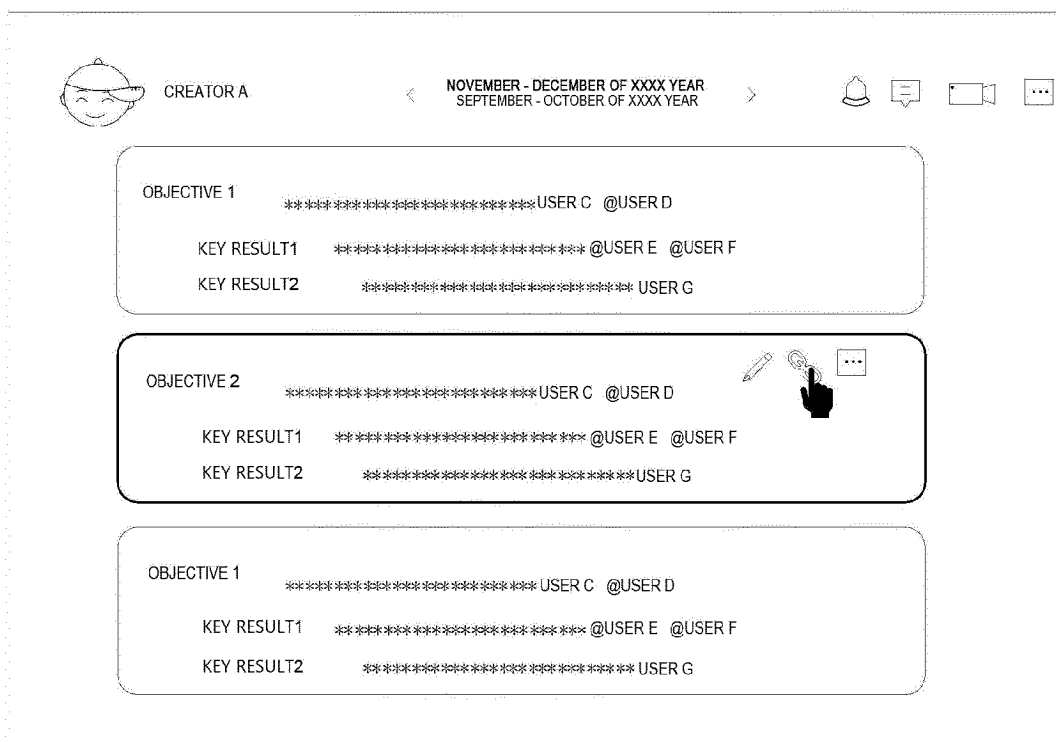 CREATOR A
NOVEMBER - DECEMBER OF XXXX YEAR
SEPTEMBER - OCTOBER OF XXXX YEAR
OBJECTIVE 1
**************************USER C @USER D
KEY RESULT1 ************************** @USER E @USER F
KEY RESULT2 **************************** USER G
OBJECTIVE 2
**************************USER C @USER D
KEY RESULT1 ************************** @USER E @USER F
KEY RESULT2 ****************************USER G
OBJECTIVE 1
**************************USER C @USER D
KEY RESULT1 ************************** @USER E @USER F
KEY RESULT2 **************************** USER G